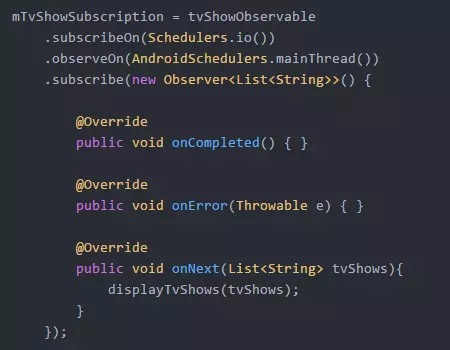 mTvShowSubscription = tvShowObservable
    .subscribeOn(Schedulers.io())
    .observeOn(AndroidSchedulers.mainThread())
    .subscribe(new Observer<List<String>>() {

        @Override
        public void onCompleted() { }

        @Override
        public void onError(Throwable e) { }

        @Override
        public void onNext(List<String> tvShows){
            displayTvShows(tvShows);
        }
    });